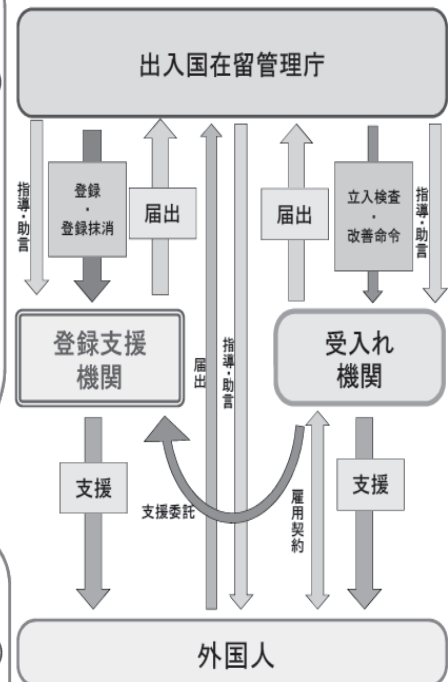 出入国在留管理庁
指導・助言
登録
・
登録抹消
届出
届出
立入検査
・
改善命令
指導・助言
登録支援
機関
届出
指導・助言
受入れ
機関
支援
支援委託
雇用契約
支援
外国人